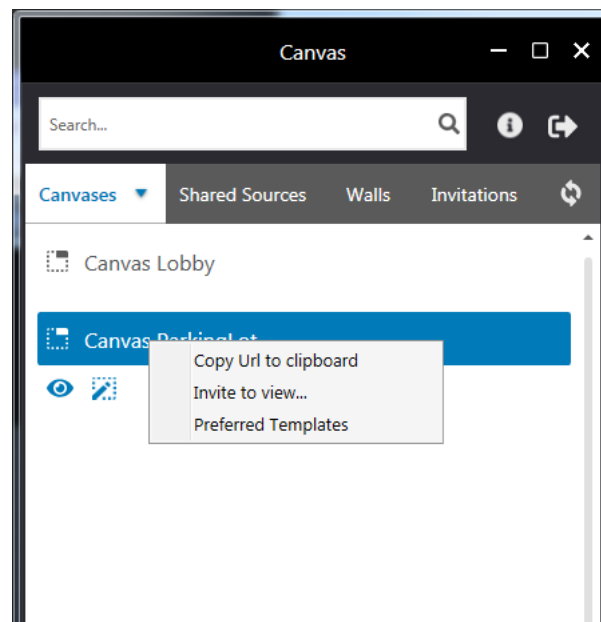 Canvas
Search...
Canvases Shared Sources Walls Invitations
Canvas Lobby
Canvas ParkingLot
Copy Url to clipboard
Invite to view...
Preferred Templates